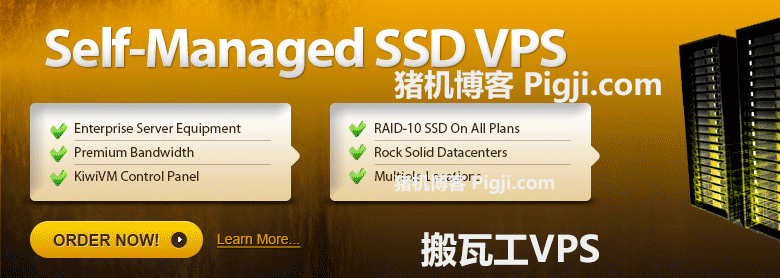 Self-Managed SSD VPS
猪机博客 Pigji.com
Enterprise Server Equipment
Premium Bandwidth
KiwiVM Control Panel
RAID-10 SSD On All Plans
Rock Solid Datacenters
Multiple Locations
猪机博客 Pigji.com
ORDER NOW!
Learn More...
搬瓦工VPS